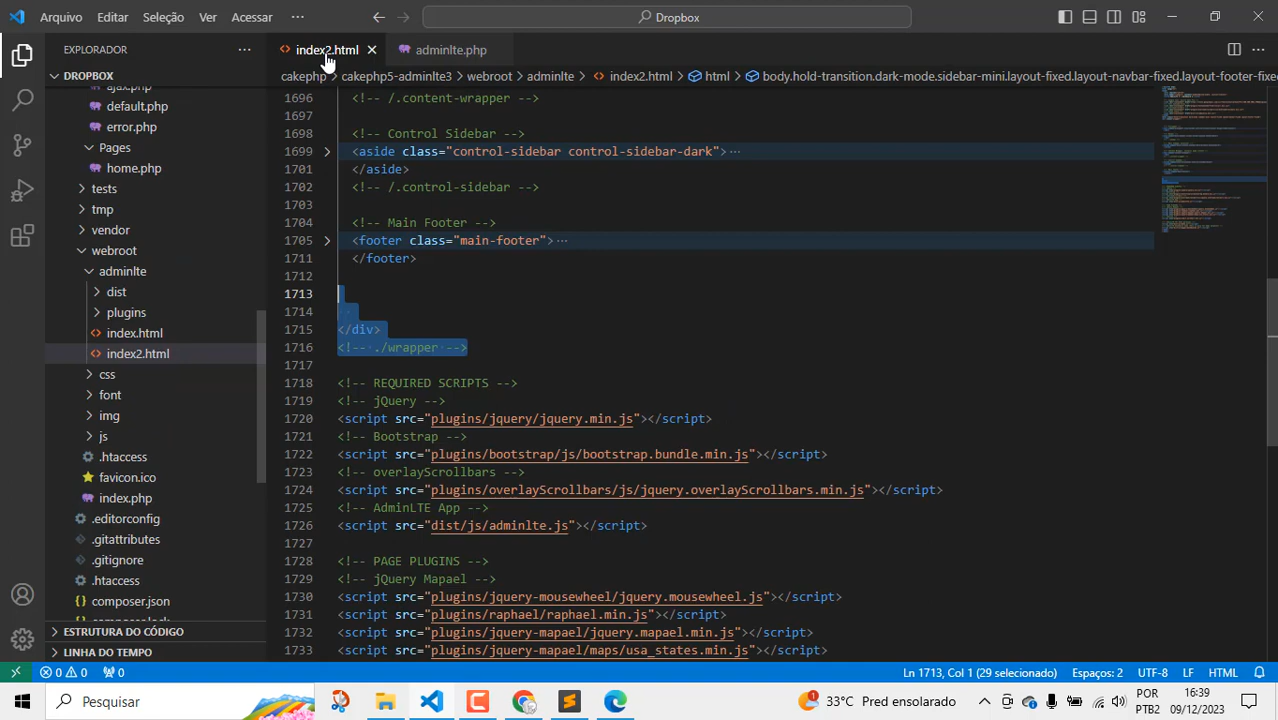 Arquivo Editar Seleção Ver Acessar ··· Dropbox
EXPLORADOR ··· index2.html adminlte.php
DROPBOX
cakephp > cakephp5-adminlte3 > webroot > adminlte > index2.html > html > body.hold-transition.dark-mode.sidebar-mini.layout-fixed.layout-navbar-fixed.layout-footer-fixed
ajax.php
default.php
error.php
Pages
home.php
tests
tmp
vendor
webroot
adminlte
dist
plugins
index.html
index2.html
css
font
img
js
.htaccess
favicon.ico
index.php
.editorconfig
.gitattributes
.gitignore
.htaccess
composer.json
composer.lock
ESTRUTURA DO CÓDIGO
LINHA DO TEMPO
1696 <!-- /.content-wrapper -->
1697
1698 <!-- Control Sidebar -->
1699 <aside class="control-sidebar control-sidebar-dark">···
1701 </aside>
1702 <!-- /.control-sidebar -->
1703
1704 <!-- Main Footer
1705 <footer class="main-footer"> ···
1711 </footer>
1712
1713
1714
1715 </div>
1716 <!-- ./wrapper -->
1717
1718 <!-- REQUIRED SCRIPTS -->
1719 <!-- jQuery -->
1720 <script src="plugins/jquery/jquery.min.js"></script>
1721 <!-- Bootstrap -->
1722 <script src="plugins/bootstrap/js/bootstrap.bundle.min.js"></script>
1723 <!-- overlayScrollbars -->
1724 <script src="plugins/overlayScrollbars/js/jquery.overlayScrollbars.min.js"></script>
1725 <!-- AdminLTE App -->
1726 <script src="dist/js/adminlte.js"></script>
1727
1728 <!-- PAGE PLUGINS -->
1729 <!-- jQuery Mapael -->
1730 <script src="plugins/jquery-mousewheel/jquery.mousewheel.js"></script>
1731 <script src="plugins/raphael/raphael.min.js"></script>
1732 <script src="plugins/jquery-mapael/jquery.mapael.min.js"></script>
1733 <script src="plugins/jquery-mapael/maps/usa_states.min.js"></script>
0 0 0 Ln 1713, Col 1 (29 selecionado) Espaços: 2 UTF-8 LF HTML
Pesquisar 33°C Pred ensolarado POR 6:39
PTB2 09/12/2023